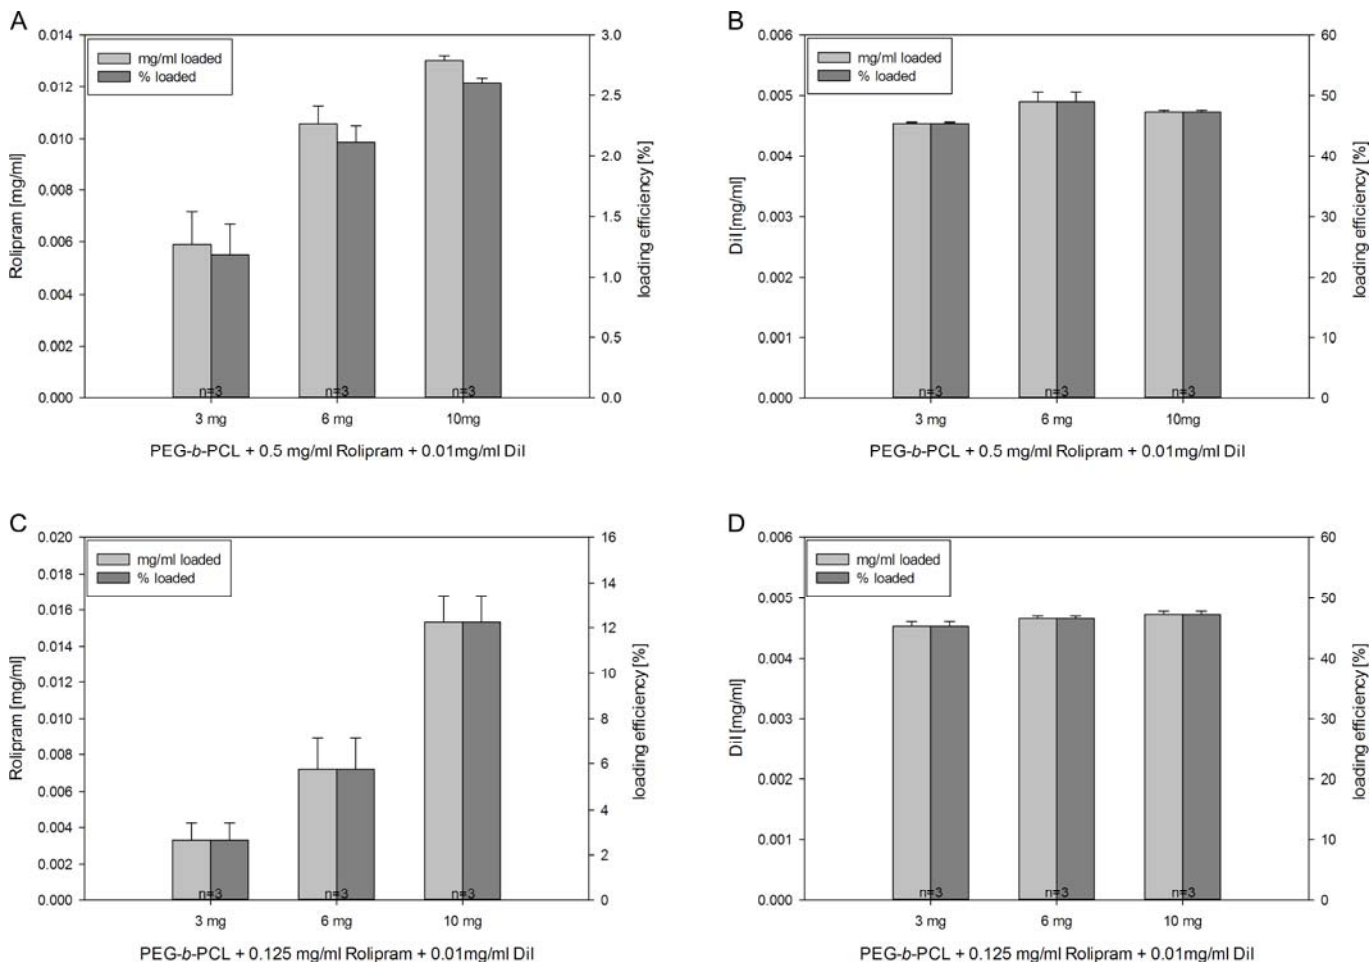 A
0.014
0.012
0.010
0.008
0.006
0.004
0.002
0.000
Rolipram [mg/ml]
mg/ml loaded
% loaded
3.0
2.5
2.0
1.5
1.0
0.5
0.0
loading efficiency [%]
n=3
n=3
n=3
3 mg
6 mg
10mg
PEG-b-PCL + 0.5 mg/ml Rolipram + 0.01mg/ml DiI
B
0.006
0.005
0.004
0.003
0.002
0.001
0.000
DiI [mg/ml]
mg/ml loaded
% loaded
60
50
40
30
20
10
0
loading efficiency [%]
n=3
n=3
n=3
3 mg
6 mg
10mg
PEG-b-PCL + 0.5 mg/ml Rolipram + 0.01mg/ml DiI
C
0.020
0.018
0.016
0.014
0.012
0.010
0.008
0.006
0.004
0.002
0.000
Rolipram [mg/ml]
mg/ml loaded
% loaded
16
14
12
10
8
6
4
2
0
loading efficiency [%]
n=3
n=3
n=3
3 mg
6 mg
10 mg
PEG-b-PCL + 0.125 mg/ml Rolipram + 0.01mg/ml DiI
D
0.006
0.005
0.004
0.003
0.002
0.001
0.000
DiI [mg/ml]
mg/ml loaded
% loaded
60
50
40
30
20
10
0
loading efficiency [%]
n=3
n=3
n=3
3 mg
6 mg
10 mg
PEG-b-PCL + 0.125 mg/ml Rolipram + 0.01mg/ml DiI